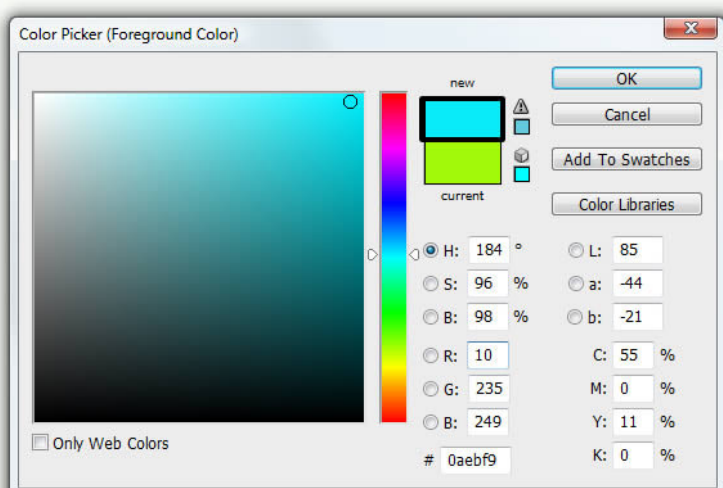 Color Picker (Foreground Color)
new
current
OK
Cancel
Add To Swatches
Color Libraries
H: 184 °
S: 96 %
B: 98 %
R: 10
G: 235
B: 249
# 0aebf9
L: 85
a: -44
b: -21
C: 55 %
M: 0 %
Y: 11 %
K: 0 %
Only Web Colors